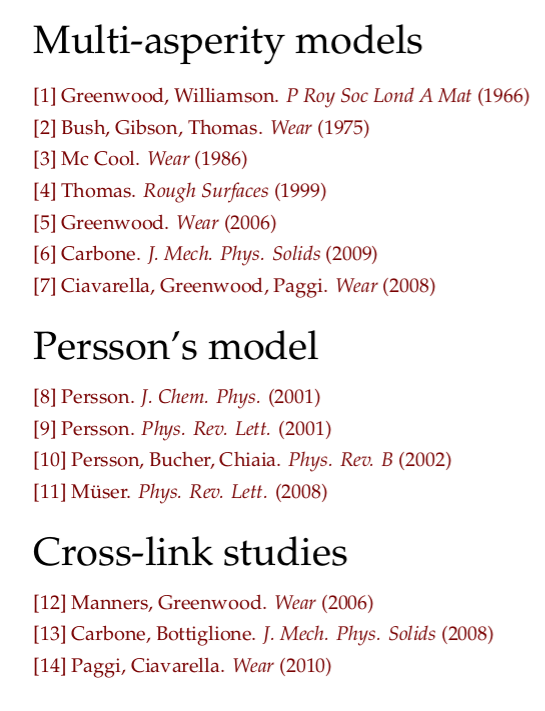 Multi-asperity models
[1] Greenwood, Williamson. P Roy Soc Lond A Mat (1966)
[2] Bush, Gibson, Thomas. Wear (1975)
[3] Mc Cool. Wear (1986)
[4] Thomas. Rough Surfaces (1999)
[5] Greenwood. Wear (2006)
[6] Carbone. J. Mech. Phys. Solids (2009)
[7] Ciavarella, Greenwood, Paggi. Wear (2008)
Persson's model
[8] Persson. J. Chem. Phys. (2001)
[9] Persson. Phys. Rev. Lett. (2001)
[10] Persson, Bucher, Chiaia. Phys. Rev. B (2002)
[11] Müser. Phys. Rev. Lett. (2008)
Cross-link studies
[12] Manners, Greenwood. Wear (2006)
[13] Carbone, Bottiglione. J. Mech. Phys. Solids (2008)
[14] Paggi, Ciavarella. Wear (2010)